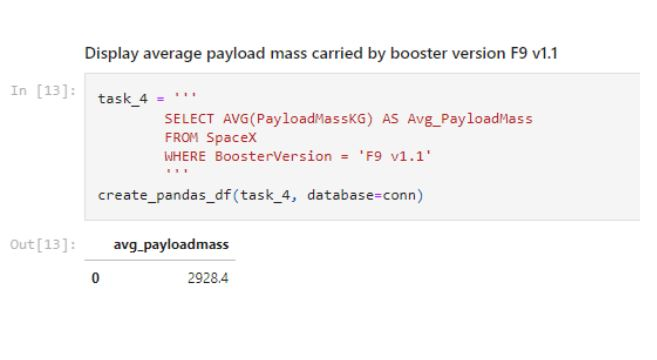 Display average payload mass carried by booster version F9 v1.1
In [13]:
task_4 = '''
SELECT AVG(PayloadMassKG) AS Avg_PayloadMass
FROM SpaceX
WHERE BoosterVersion = 'F9 v1.1'
'''
create_pandas_df(task_4, database=conn)
Out[13]:
avg_payloadmass
0 2928.4